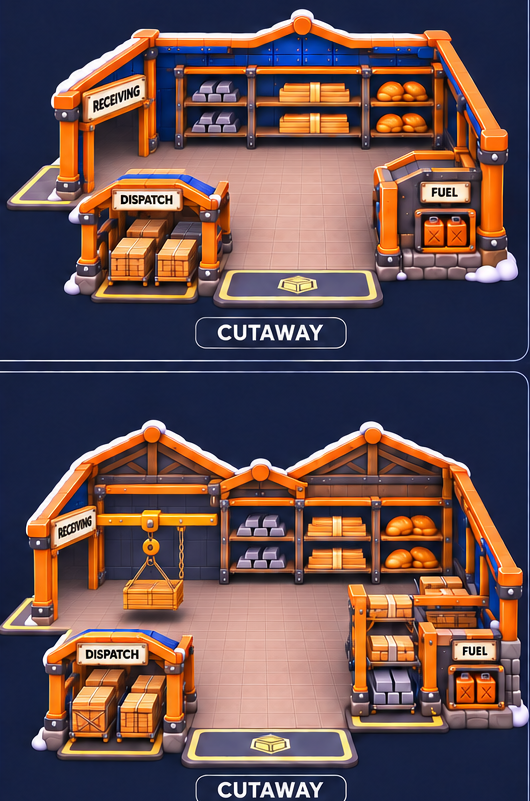 RECEIVING
DISPATCH
FUEL
CUTAWAY
RECEIVING
DISPATCH
FUEL
CUTAWAY